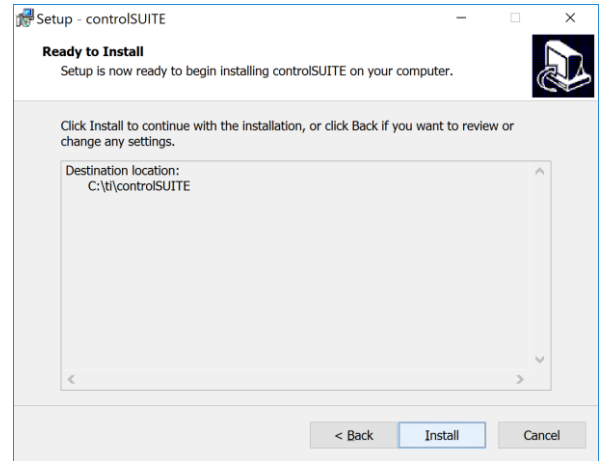 Setup - controlSUITE
Ready to Install
Setup is now ready to begin installing controlSUITE on your computer.
Click Install to continue with the installation, or click Back if you want to review or
change any settings.
Destination location:
C:\ti\controlSUITE
< Back
Install
Cancel